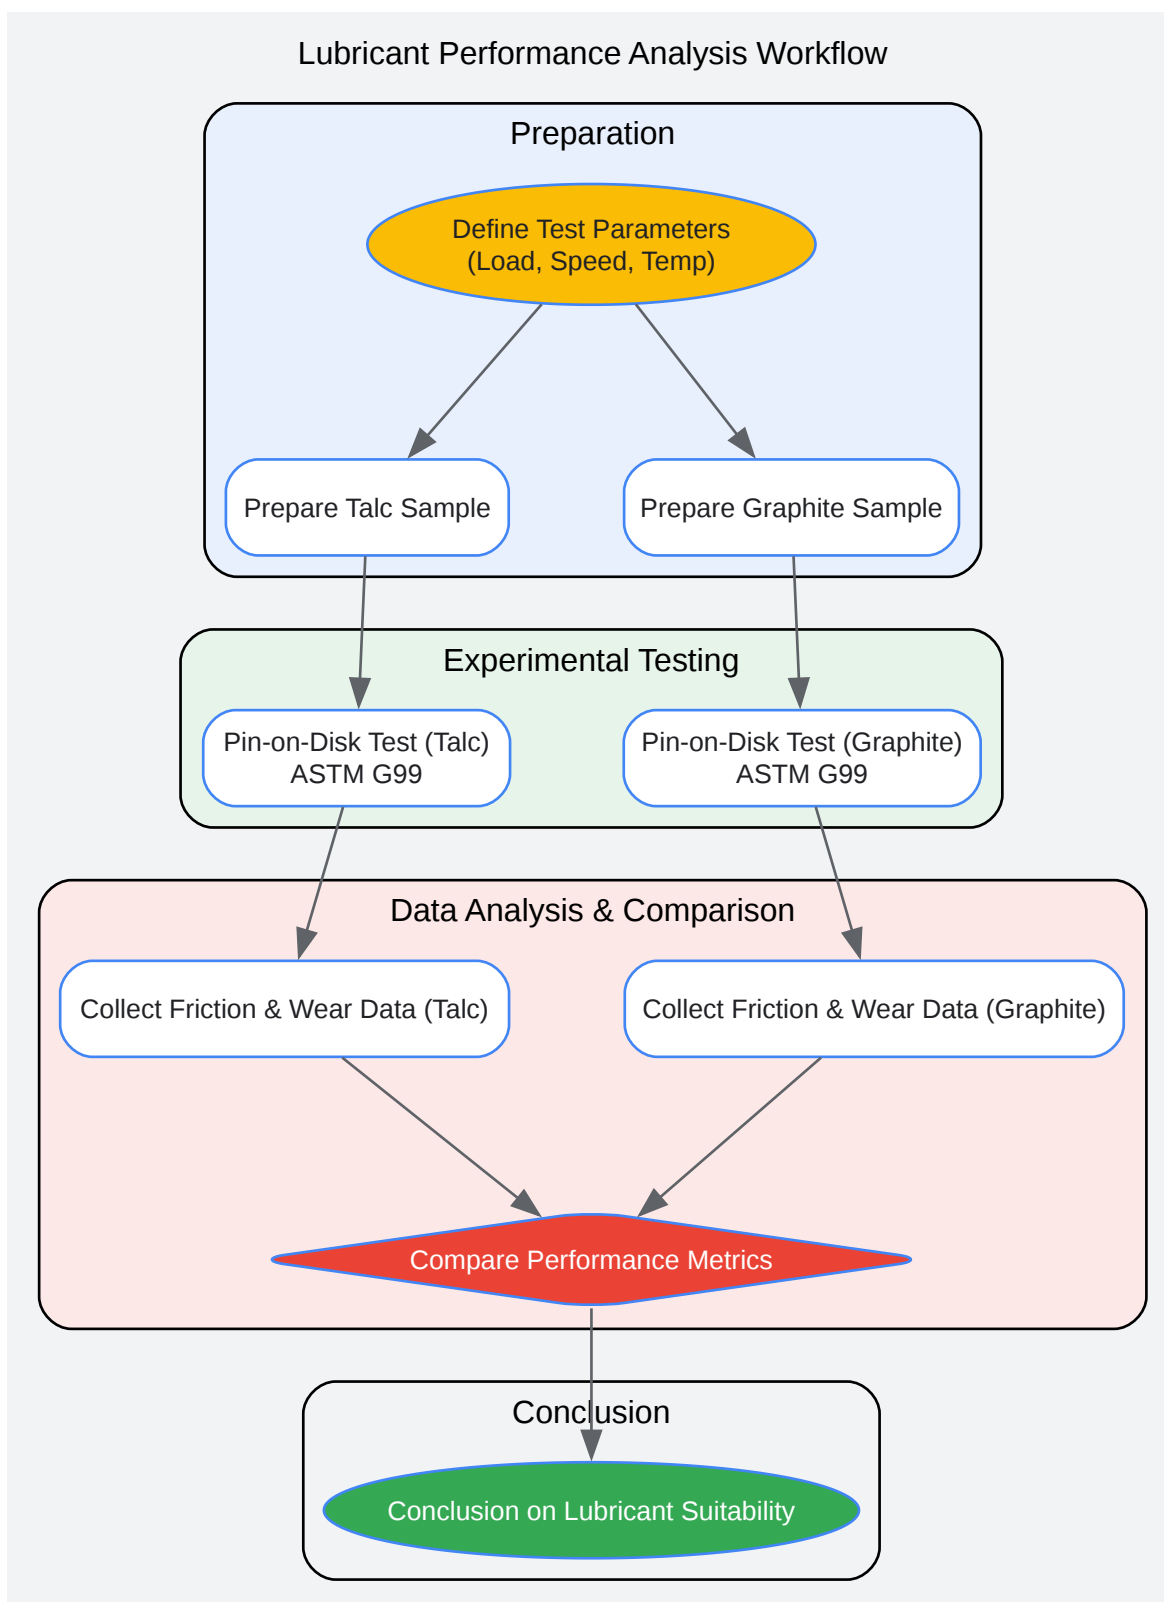 Lubricant Performance Analysis Workflow
Preparation
Define Test Parameters
(Load, Speed, Temp)
Prepare Talc Sample
Prepare Graphite Sample
Experimental Testing
Pin-on-Disk Test (Talc)
ASTM G99
Pin-on-Disk Test (Graphite)
ASTM G99
Data Analysis & Comparison
Collect Friction & Wear Data (Talc)
Collect Friction & Wear Data (Graphite)
Compare Performance Metrics
Conclusion
Conclusion on Lubricant Suitability